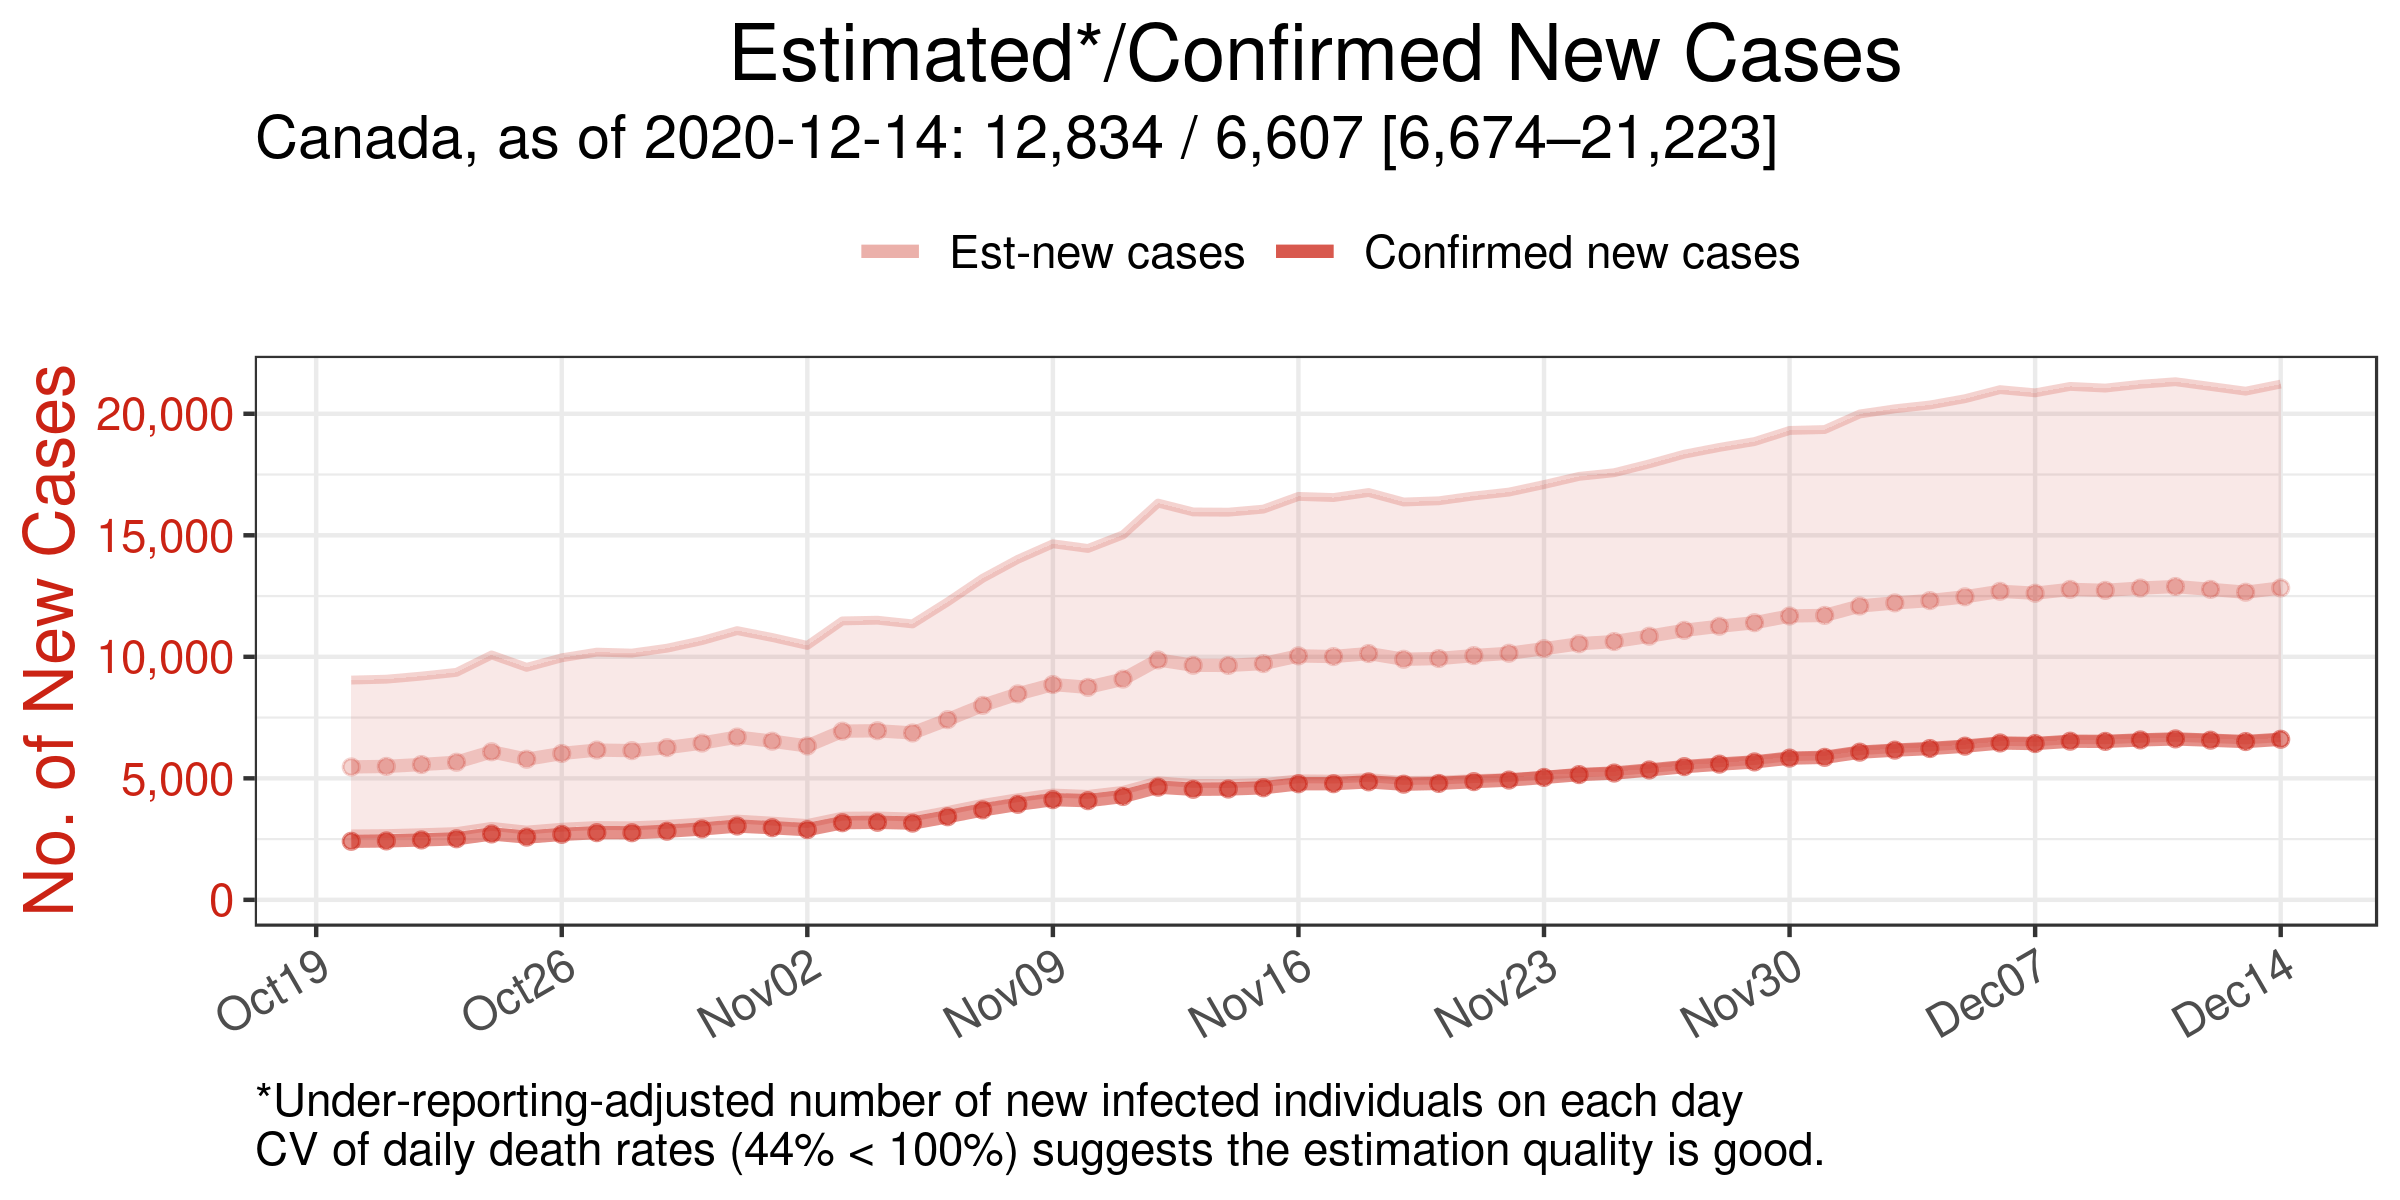 Estimated*/Confirmed New Cases
Canada, as of 2020-12-14: 12,834 / 6,607 [6,674–21,223]
Est-new cases
Confirmed new cases
No. of New Cases
20,000
15,000
10,000
5,000
0
Oct19
Oct26
Nov02
Nov09
Nov16
Nov23
Nov30
Dec07
Dec14
*Under-reporting-adjusted number of new infected individuals on each day
CV of daily death rates (44% < 100%) suggests the estimation quality is good.